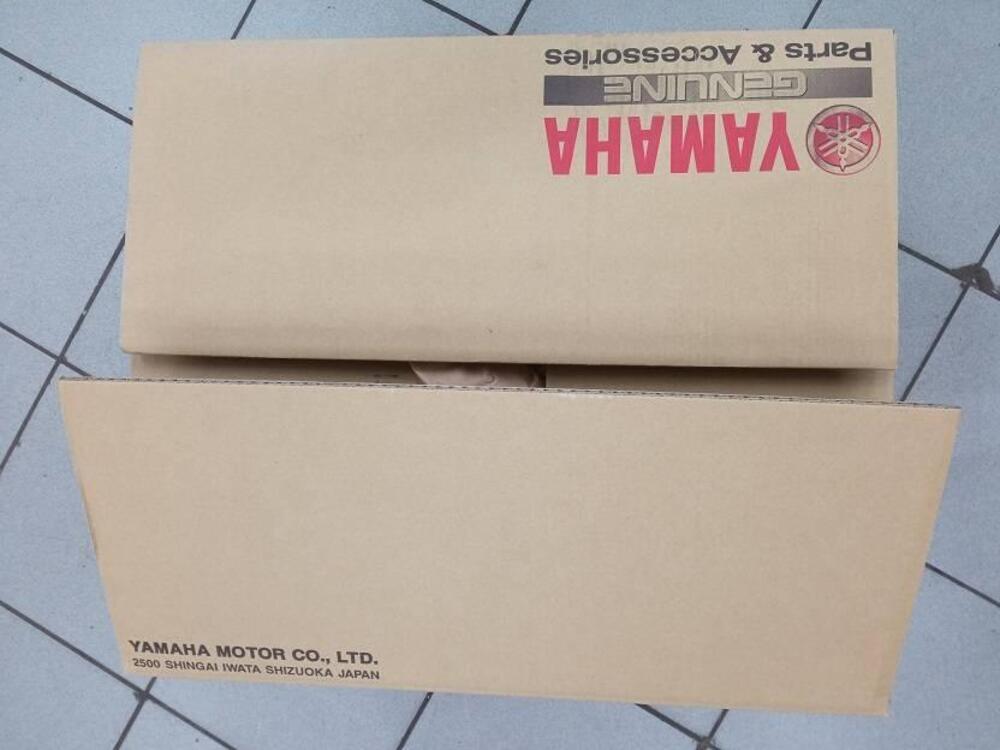 YAMAHA
GENUINE
Parts & Accessories
YAMAHA MOTOR CO., LTD.
2500 SHINGAI IWATA SHIZUOKA JAPAN